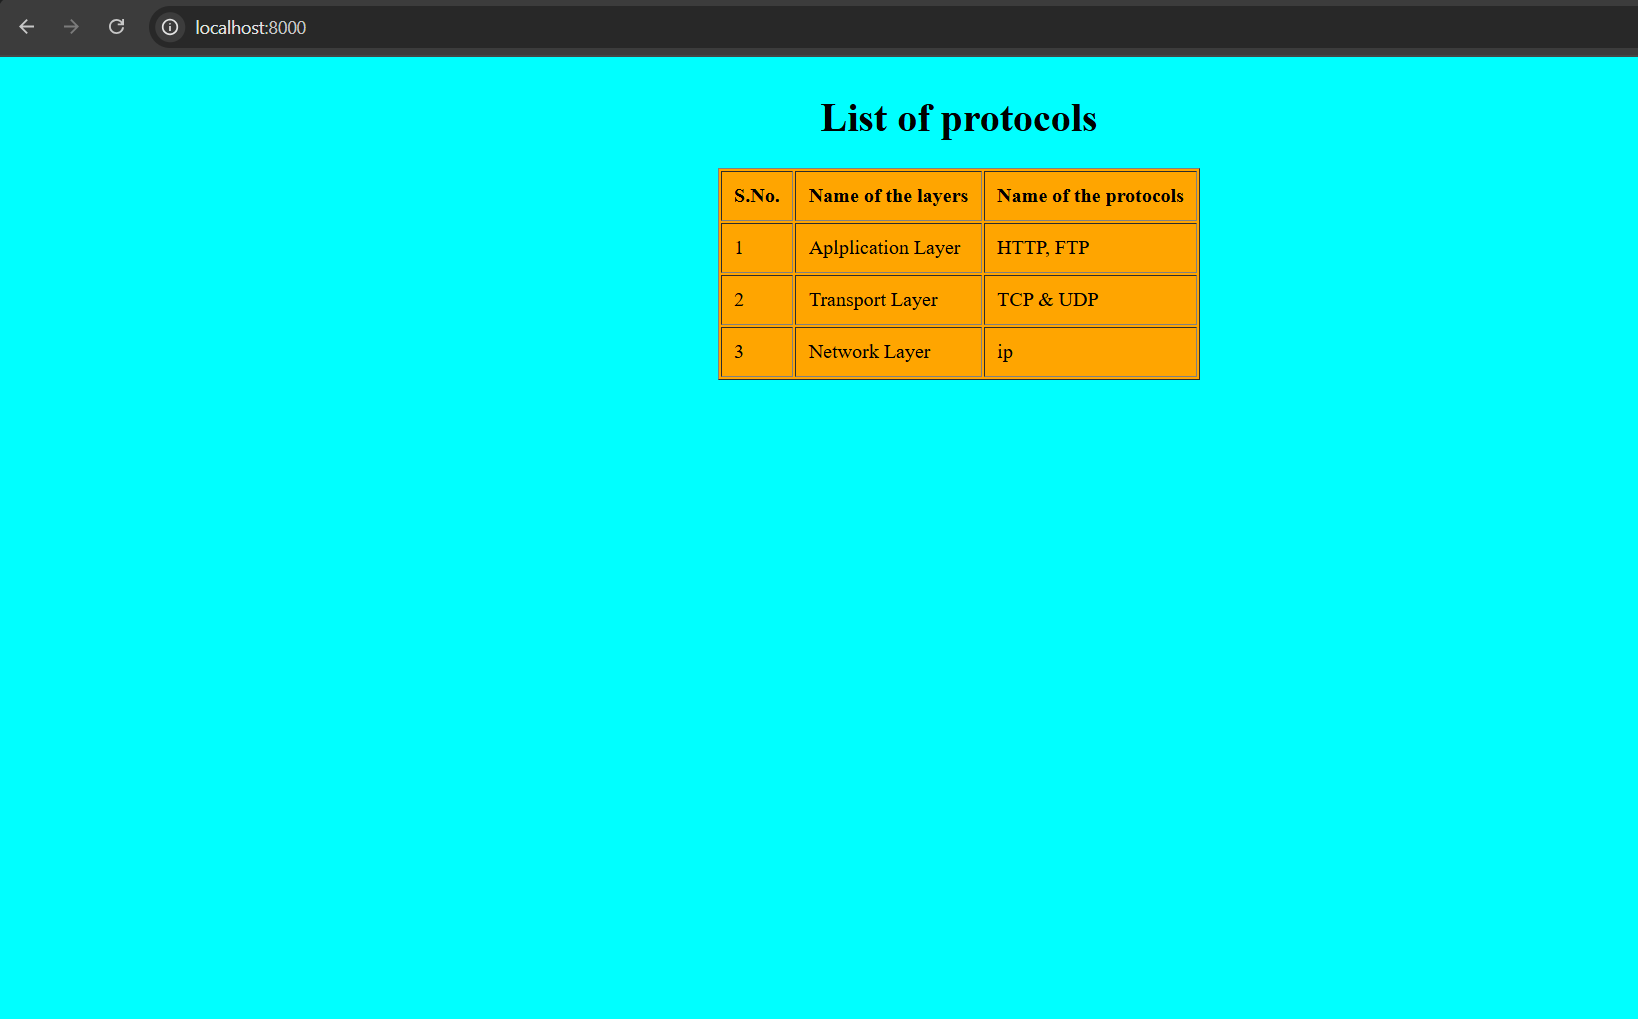 localhost:8000
List of protocols
S.No. Name of the layers Name of the protocols
1 Aplplication Layer HTTP, FTP
2 Transport Layer TCP & UDP
3 Network Layer ip